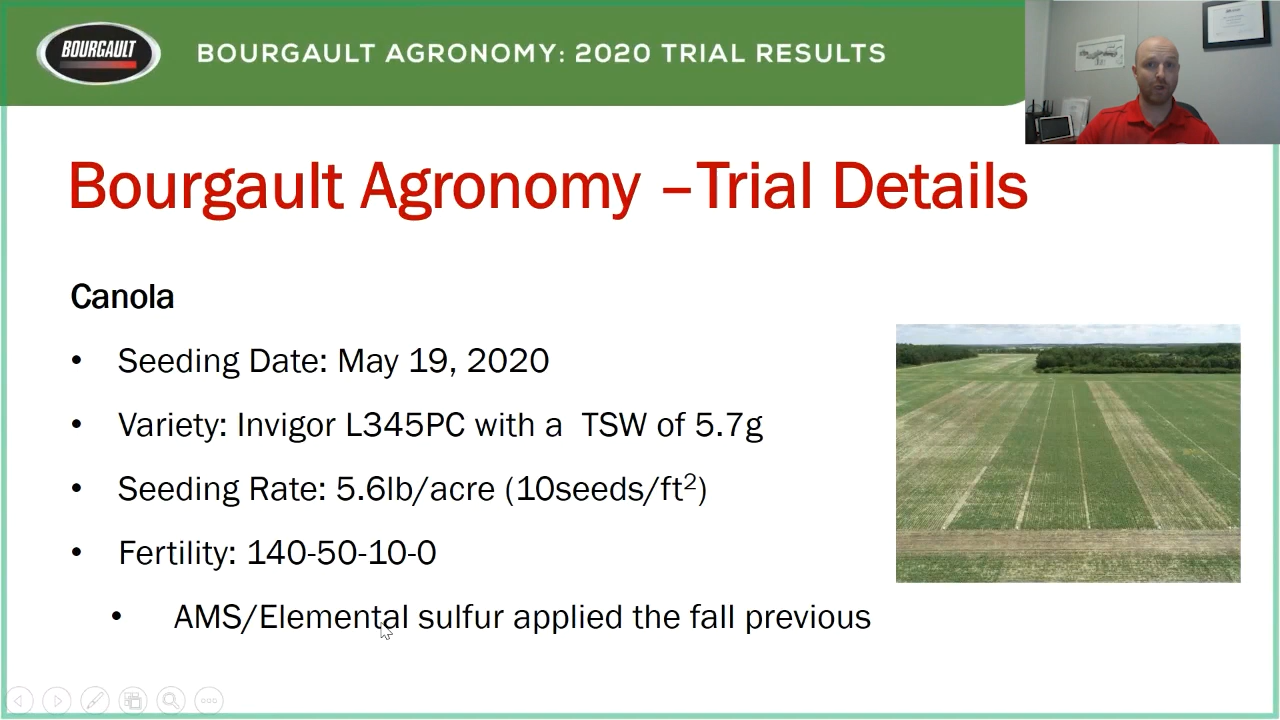 BOURGAULT
BOURGAULT AGRONOMY: 2020 TRIAL RESULTS
Bourgault Agronomy –Trial Details
Canola
• Seeding Date: May 19, 2020
• Variety: Invigor L345PC with a  TSW of 5.7g
• Seeding Rate: 5.6lb/acre (10seeds/ft²)
• Fertility: 140-50-10-0
• AMS/Elemental sulfur applied the fall previous